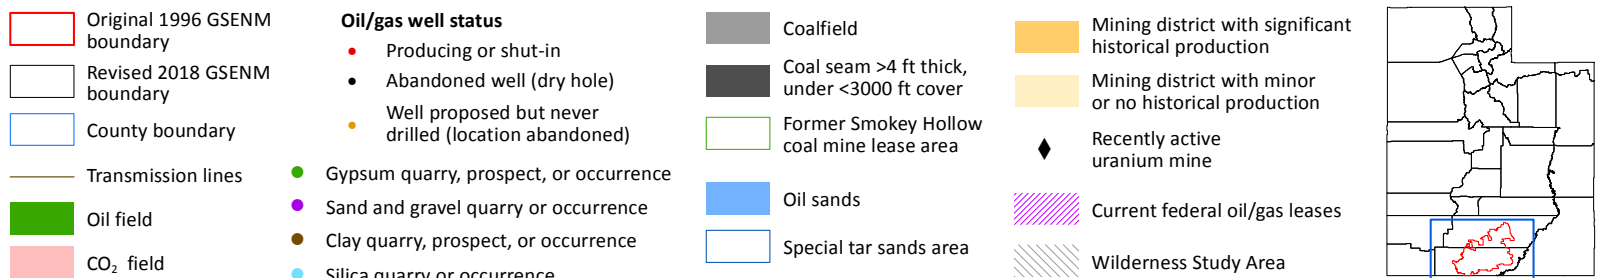 Original 1996 GSENM
boundary
Revised 2018 GSENM
boundary
County boundary
Transmission lines
Oil field
CO₂ field
Oil/gas well status
Producing or shut-in
Abandoned well (dry hole)
Well proposed but never
drilled (location abandoned)
Gypsum quarry, prospect, or occurrence
Sand and gravel quarry or occurrence
Clay quarry, prospect, or occurrence
Silica quarry or occurrence
Coalfield
Coal seam >4 ft thick,
under <3000 ft cover
Former Smokey Hollow
coal mine lease area
Oil sands
Special tar sands area
Mining district with significant
historical production
Mining district with minor
or no historical production
Recently active
uranium mine
Current federal oil/gas leases
Wilderness Study Area